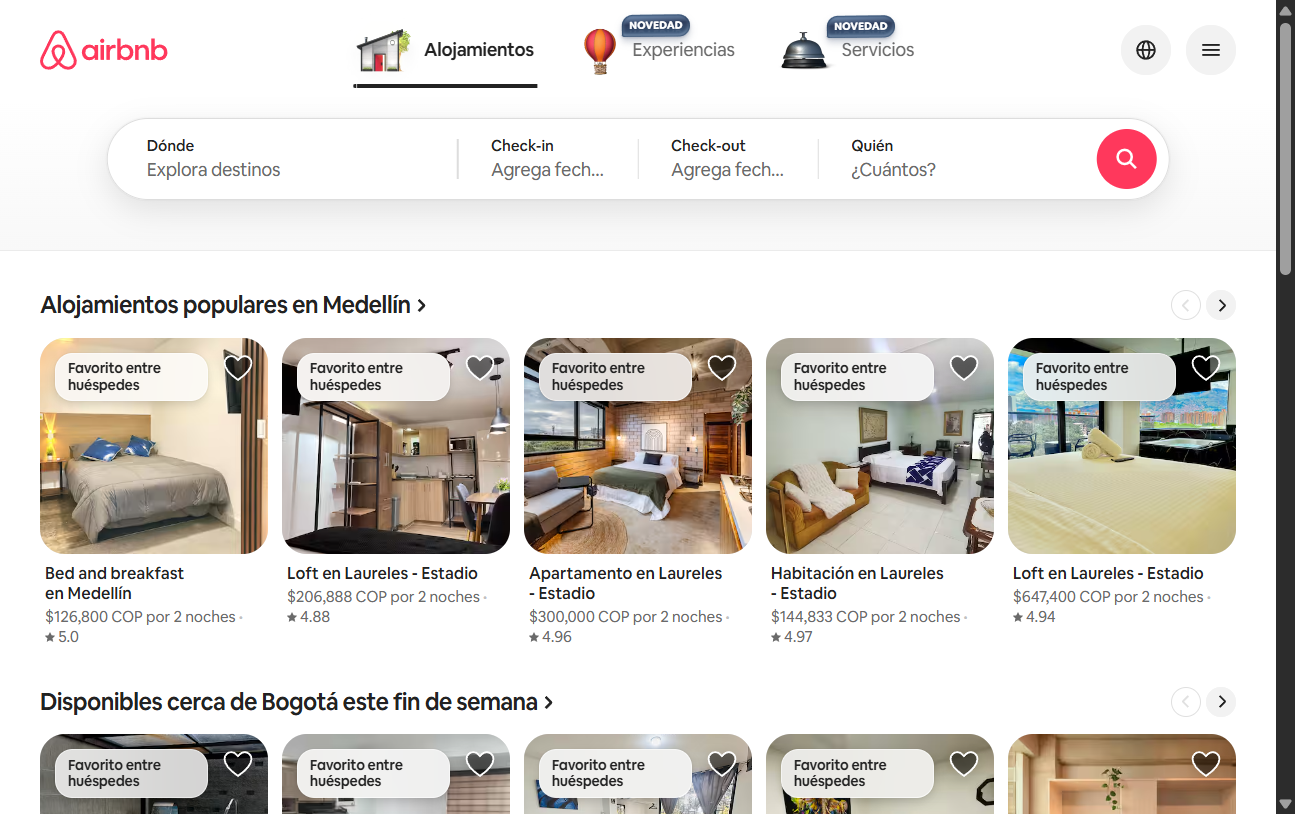 airbnb
Alojamientos
NOVEDAD
Experiencias
NOVEDAD
Servicios
Dónde
Explora destinos
Check-in
Agrega fech...
Check-out
Agrega fech...
Quién
¿Cuántos?
Alojamientos populares en Medellín
Favorito entre
huéspedes
Favorito entre
huéspedes
Favorito entre
huéspedes
Favorito entre
huéspedes
Favorito entre
huéspedes
Bed and breakfast
en Medellín
$126,800 COP por 2 noches ·
★ 5.0
Loft en Laureles - Estadio
$206,888 COP por 2 noches ·
★ 4.88
Apartamento en Laureles
- Estadio
$300,000 COP por 2 noches ·
★ 4.96
Habitación en Laureles
- Estadio
$144,833 COP por 2 noches ·
★ 4.97
Loft en Laureles - Estadio
$647,400 COP por 2 noches ·
★ 4.94
Disponibles cerca de Bogotá este fin de semana
Favorito entre
huéspedes
Favorito entre
huéspedes
Favorito entre
huéspedes
Favorito entre
huéspedes